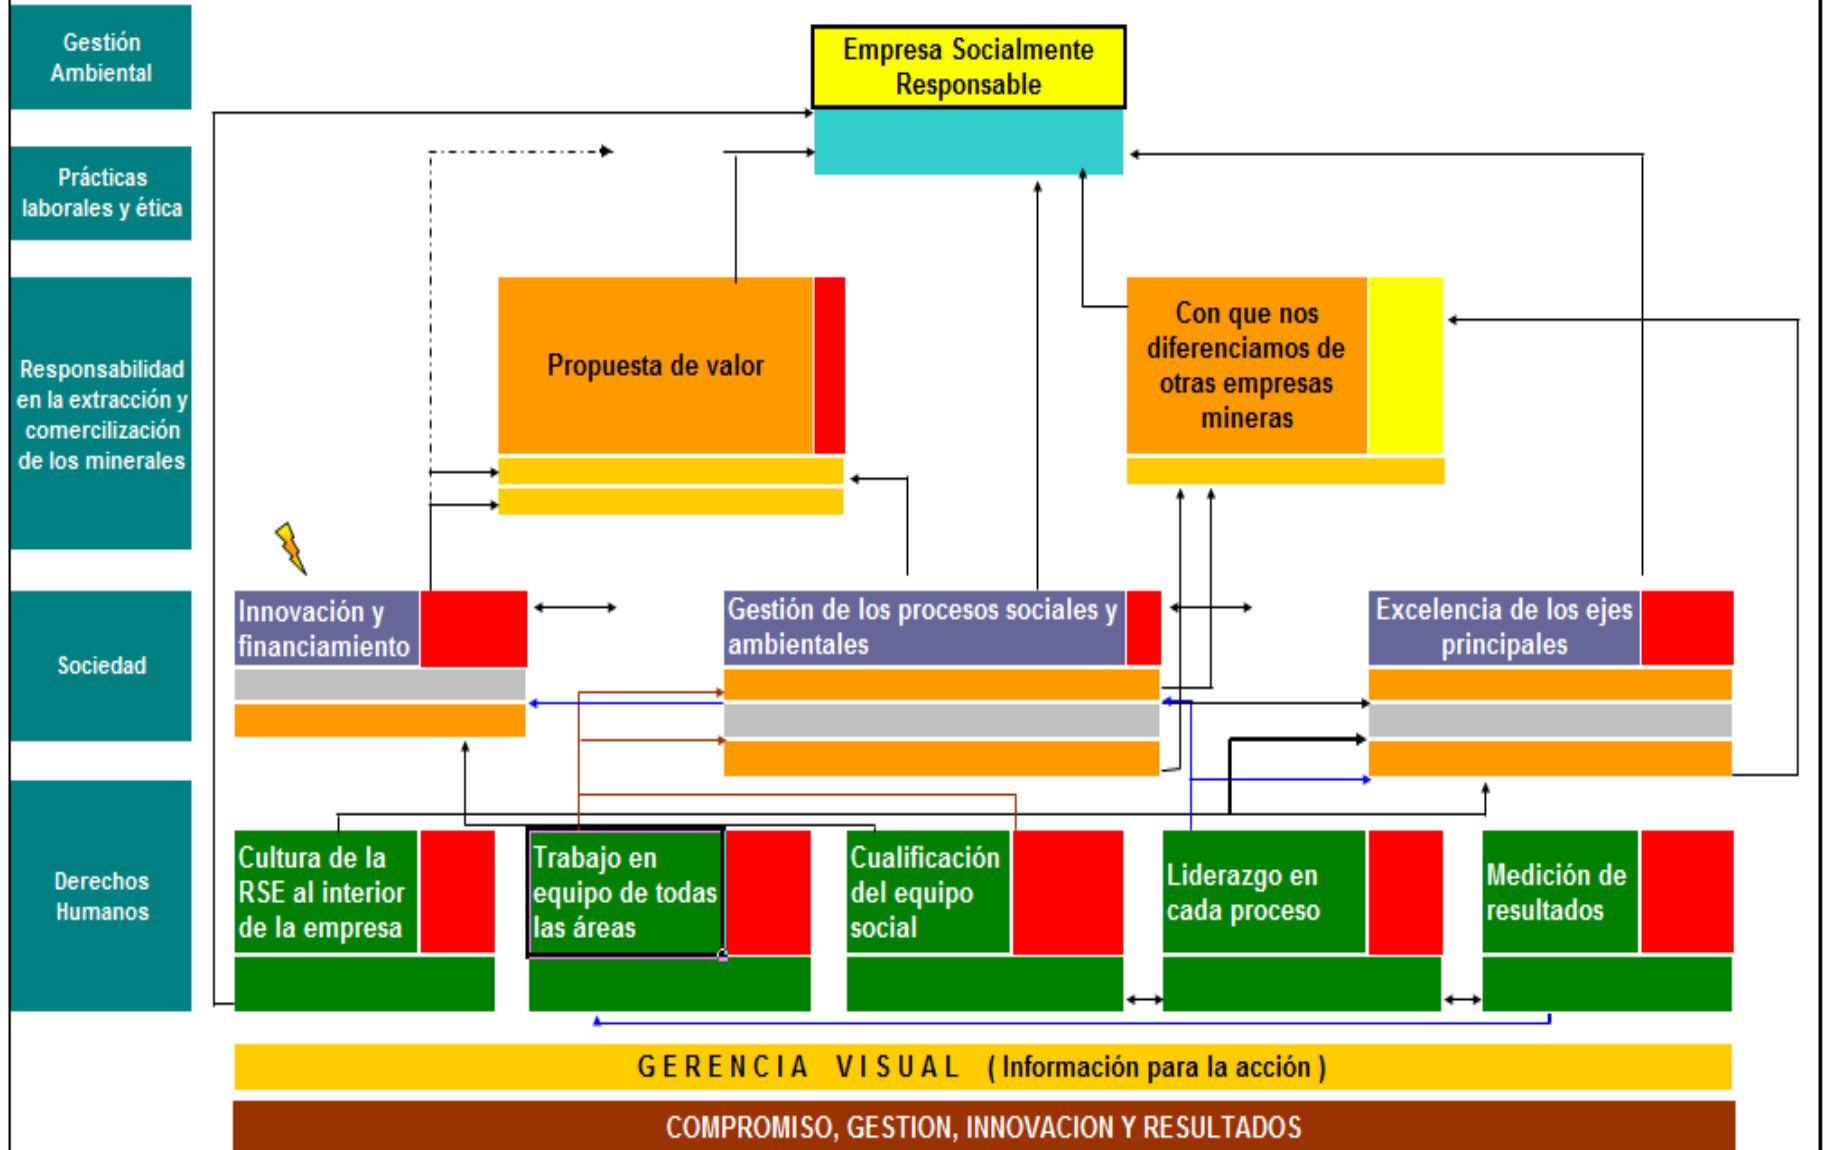 Gestión
Ambiental
Empresa Socialmente
Responsable
Prácticas
laborales y ética
Responsabilidad
en la extracción y
comercilización
de los minerales
Propuesta de valor
Con que nos
diferenciamos de
otras empresas
mineras
Sociedad
Innovación y
financiamiento
Gestión de los procesos sociales y
ambientales
Excelencia de los ejes
principales
Derechos
Humanos
Cultura de la
RSE al interior
de la empresa
Trabajo en
equipo de todas
las áreas
Cualificación
del equipo
social
Liderazgo en
cada proceso
Medición de
resultados
GERENCIA VISUAL ( Información para la acción )
COMPROMISO, GESTION, INNOVACION Y RESULTADOS